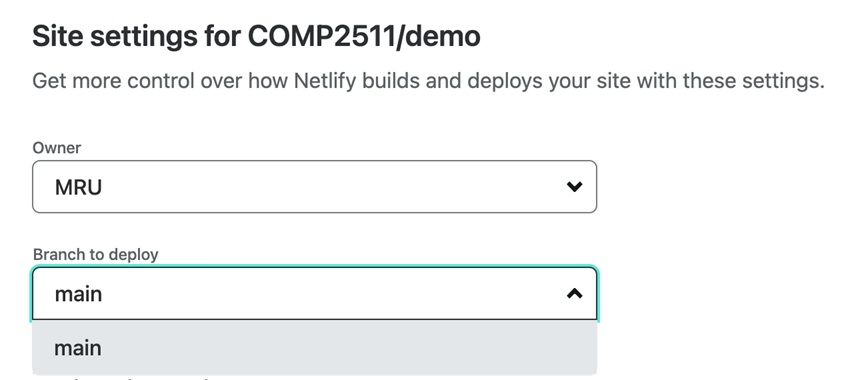 Site settings for COMP2511/demo
Get more control over how Netlify builds and deploys your site with these settings.
Owner
MRU
Branch to deploy
main
main